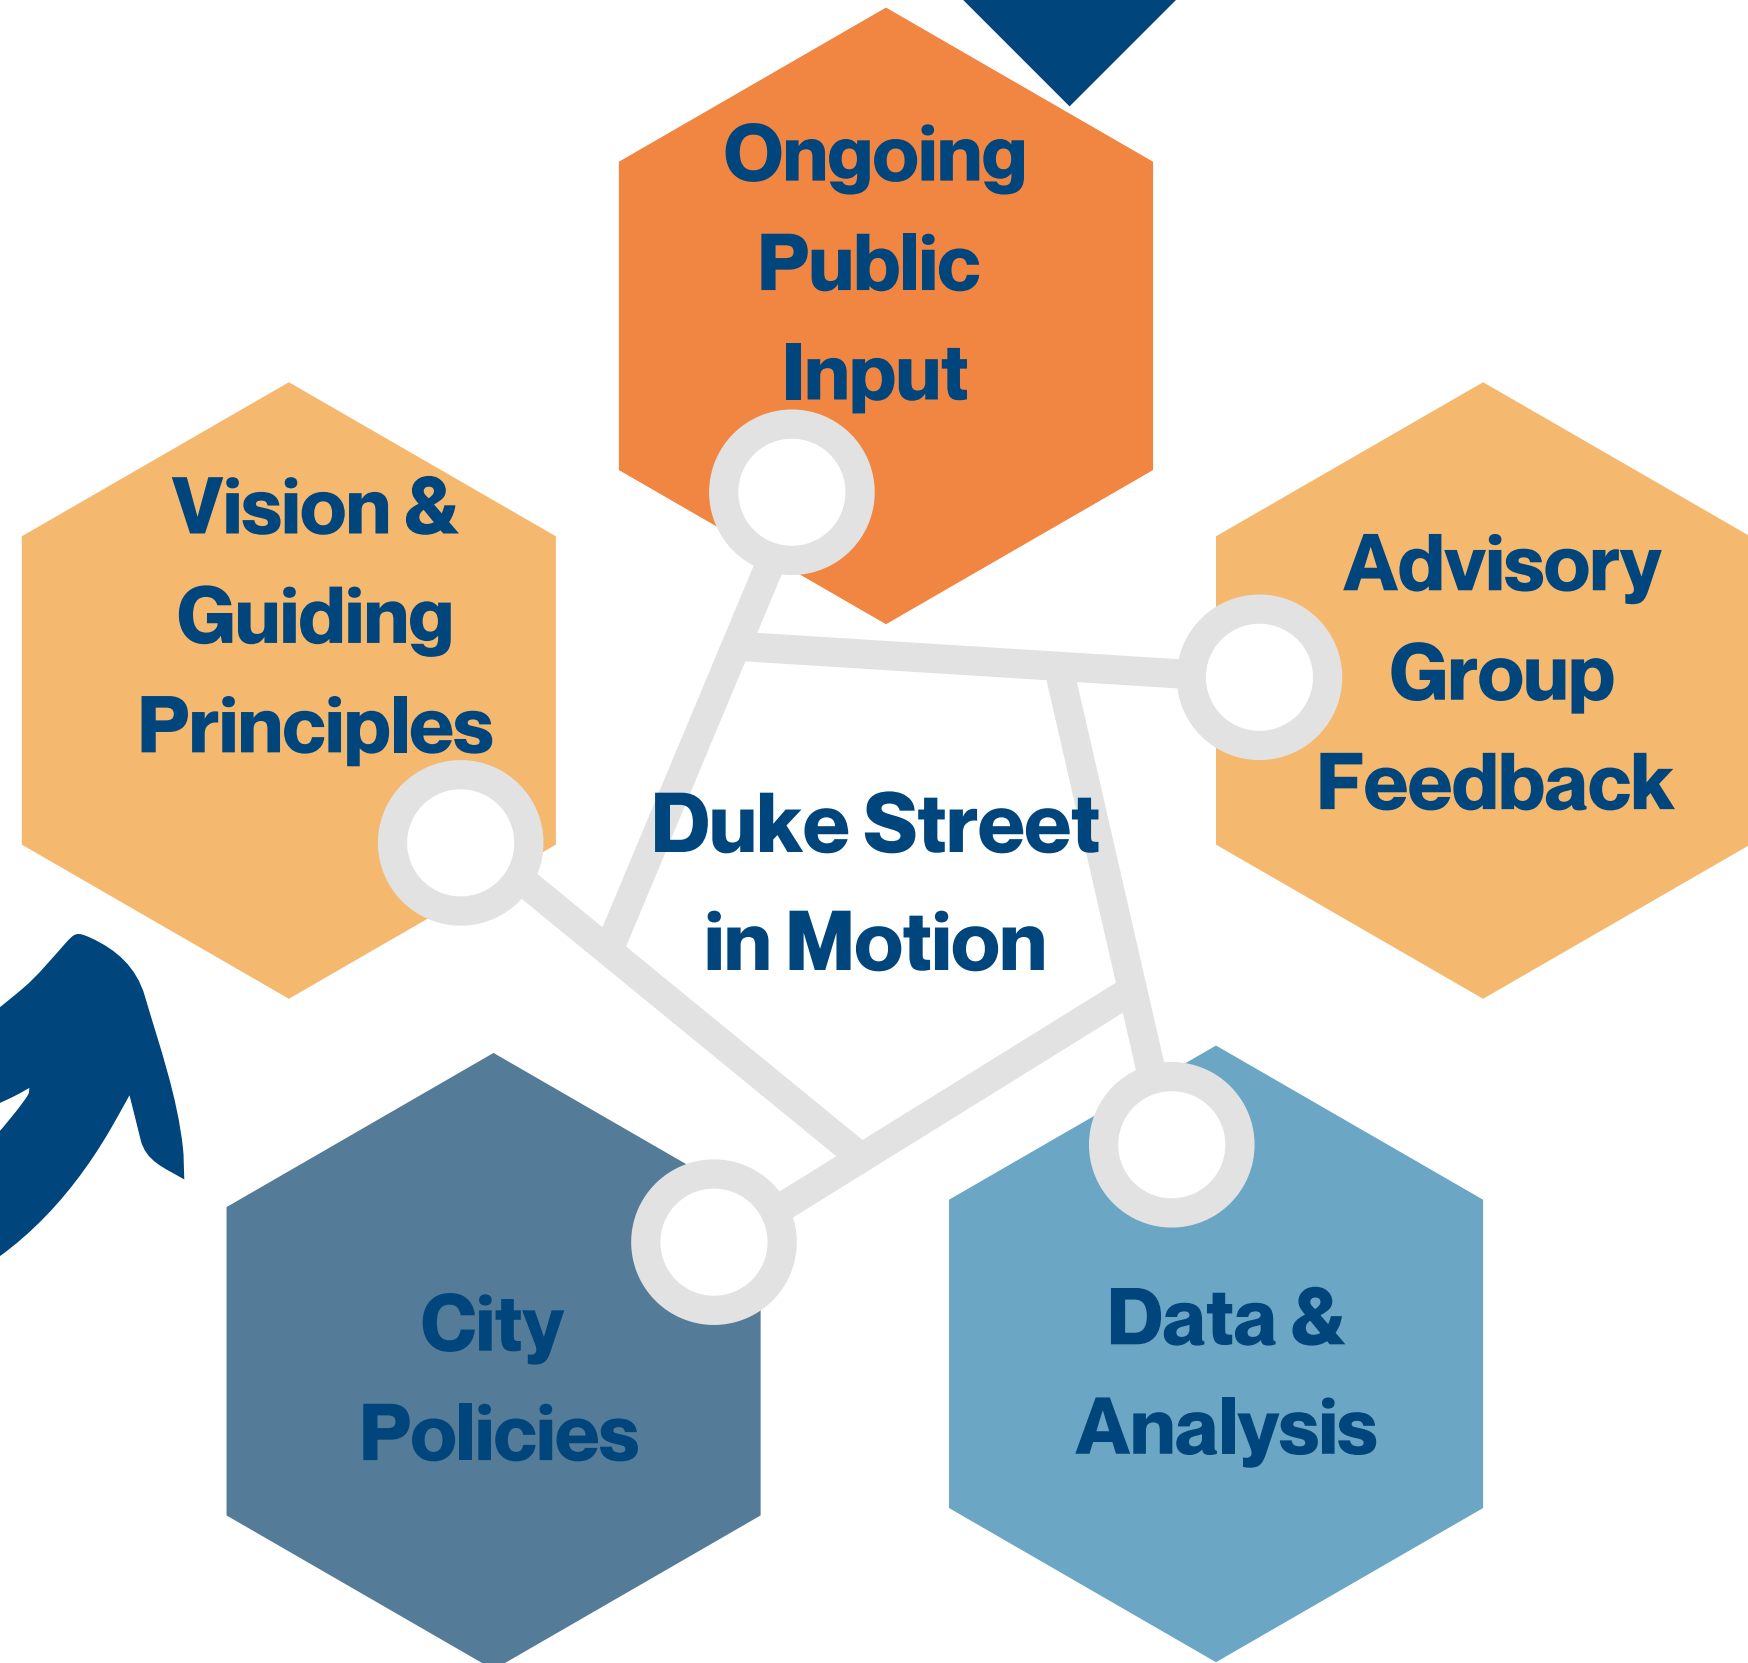 Ongoing
Public
Input
Vision &
Guiding
Principles
Advisory
Group
Feedback
Duke Street
in Motion
City
Policies
Data &
Analysis